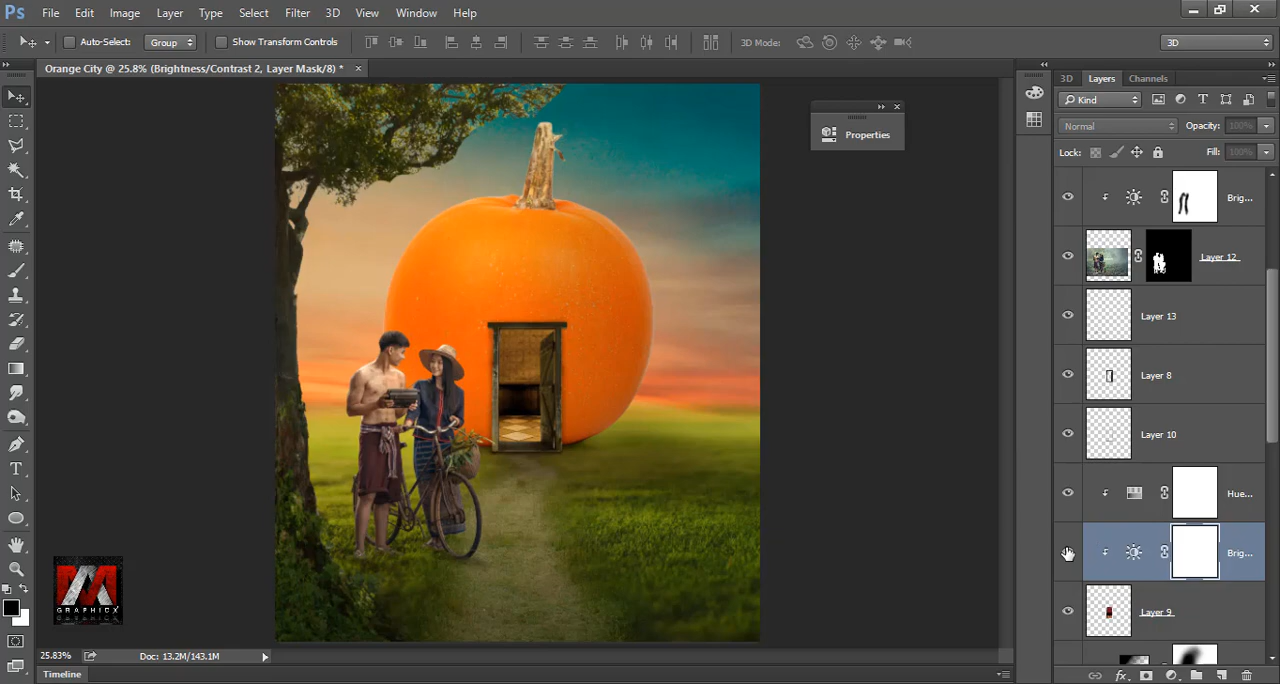 Ps File Edit Image Layer Type Select Filter 3D View Window Help
Auto-Select: Group Show Transform Controls 3D Mode: 3D
Orange City @ 25.8% (Brightness/Contrast 2, Layer Mask/8) * ×
Properties
3D Layers Channels
Kind
Normal Opacity: 100%
Lock: Fill: 100%
Brig...
Layer 12
Layer 13
Layer 8
Layer 10
Hue...
Brig...
Layer 9
GRAPHICX
25.83% Doc: 13.2M/143.1M
Timeline